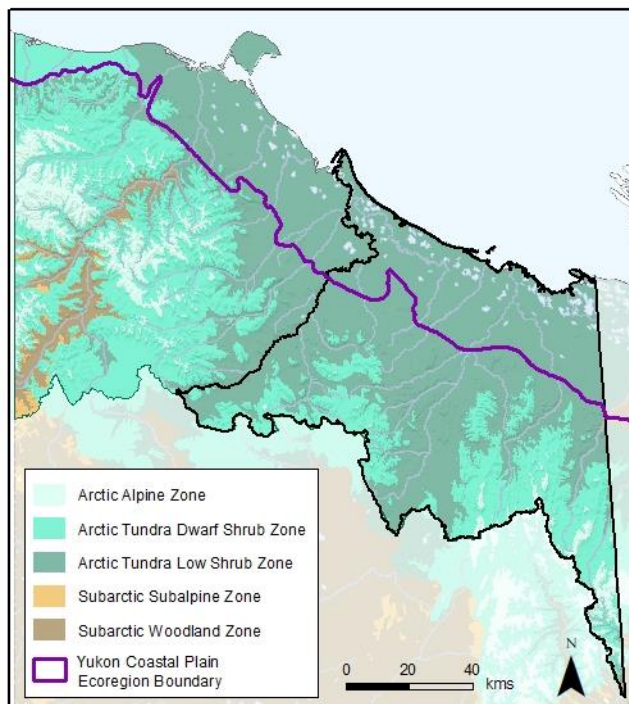 Arctic Alpine Zone
Arctic Tundra Dwarf Shrub Zone
Arctic Tundra Low Shrub Zone
Subarctic Subalpine Zone
Subarctic Woodland Zone
Yukon Coastal Plain
Ecoregion Boundary
N
0 20 40
kms